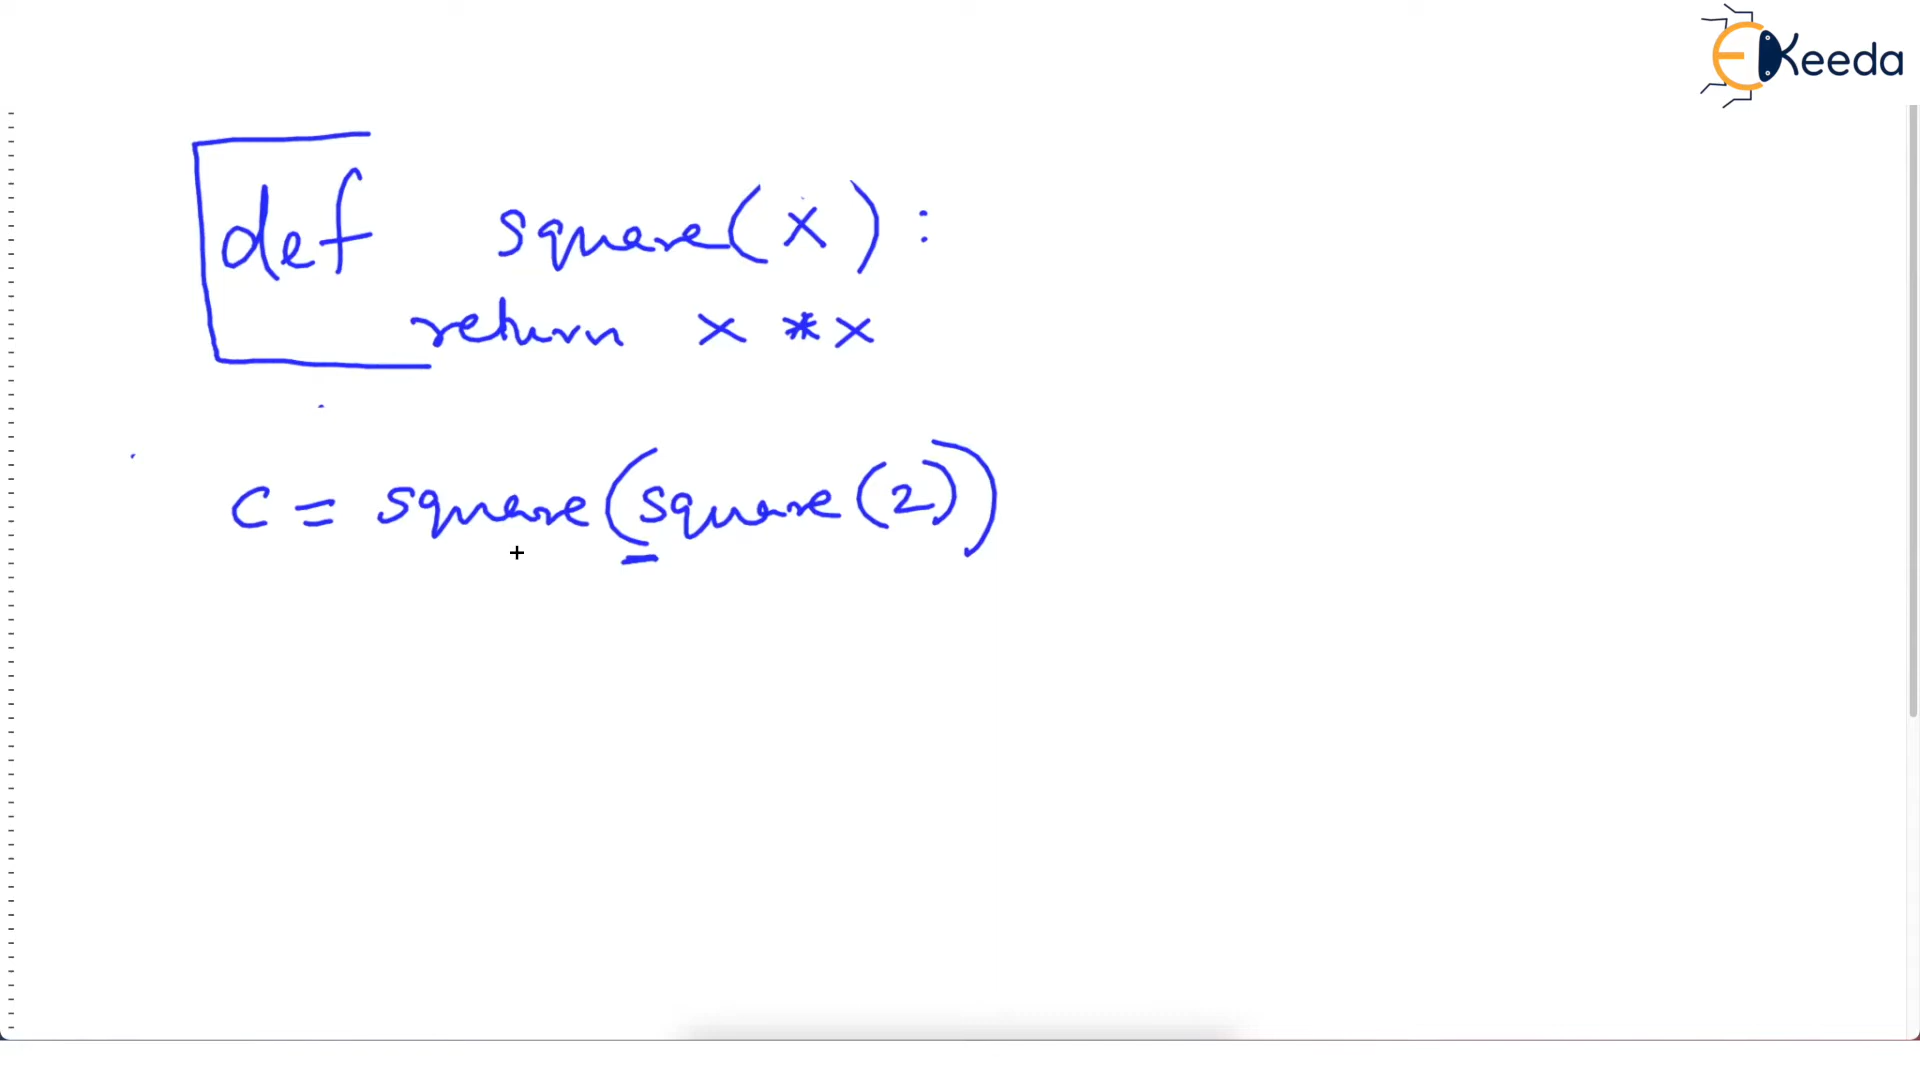 EKeeda
def square(x):
return x *x
c = square(square(2))